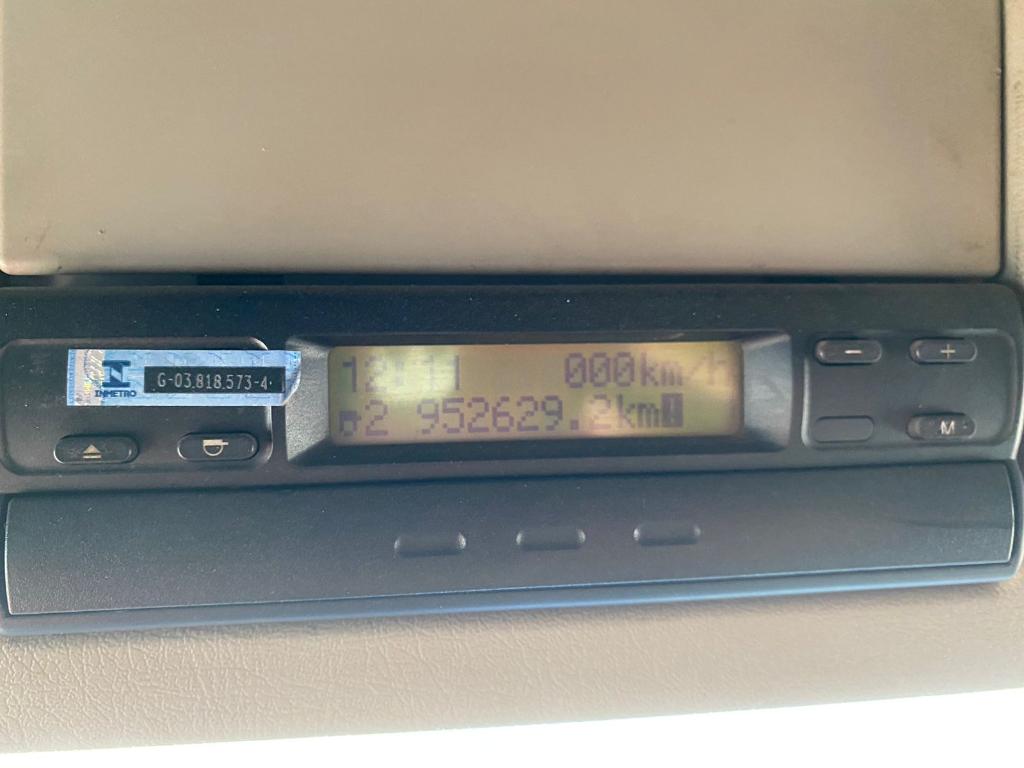 INMETRO
G-03.818.573-4
12:11 000km/h
2 952629.2km!
- +
M